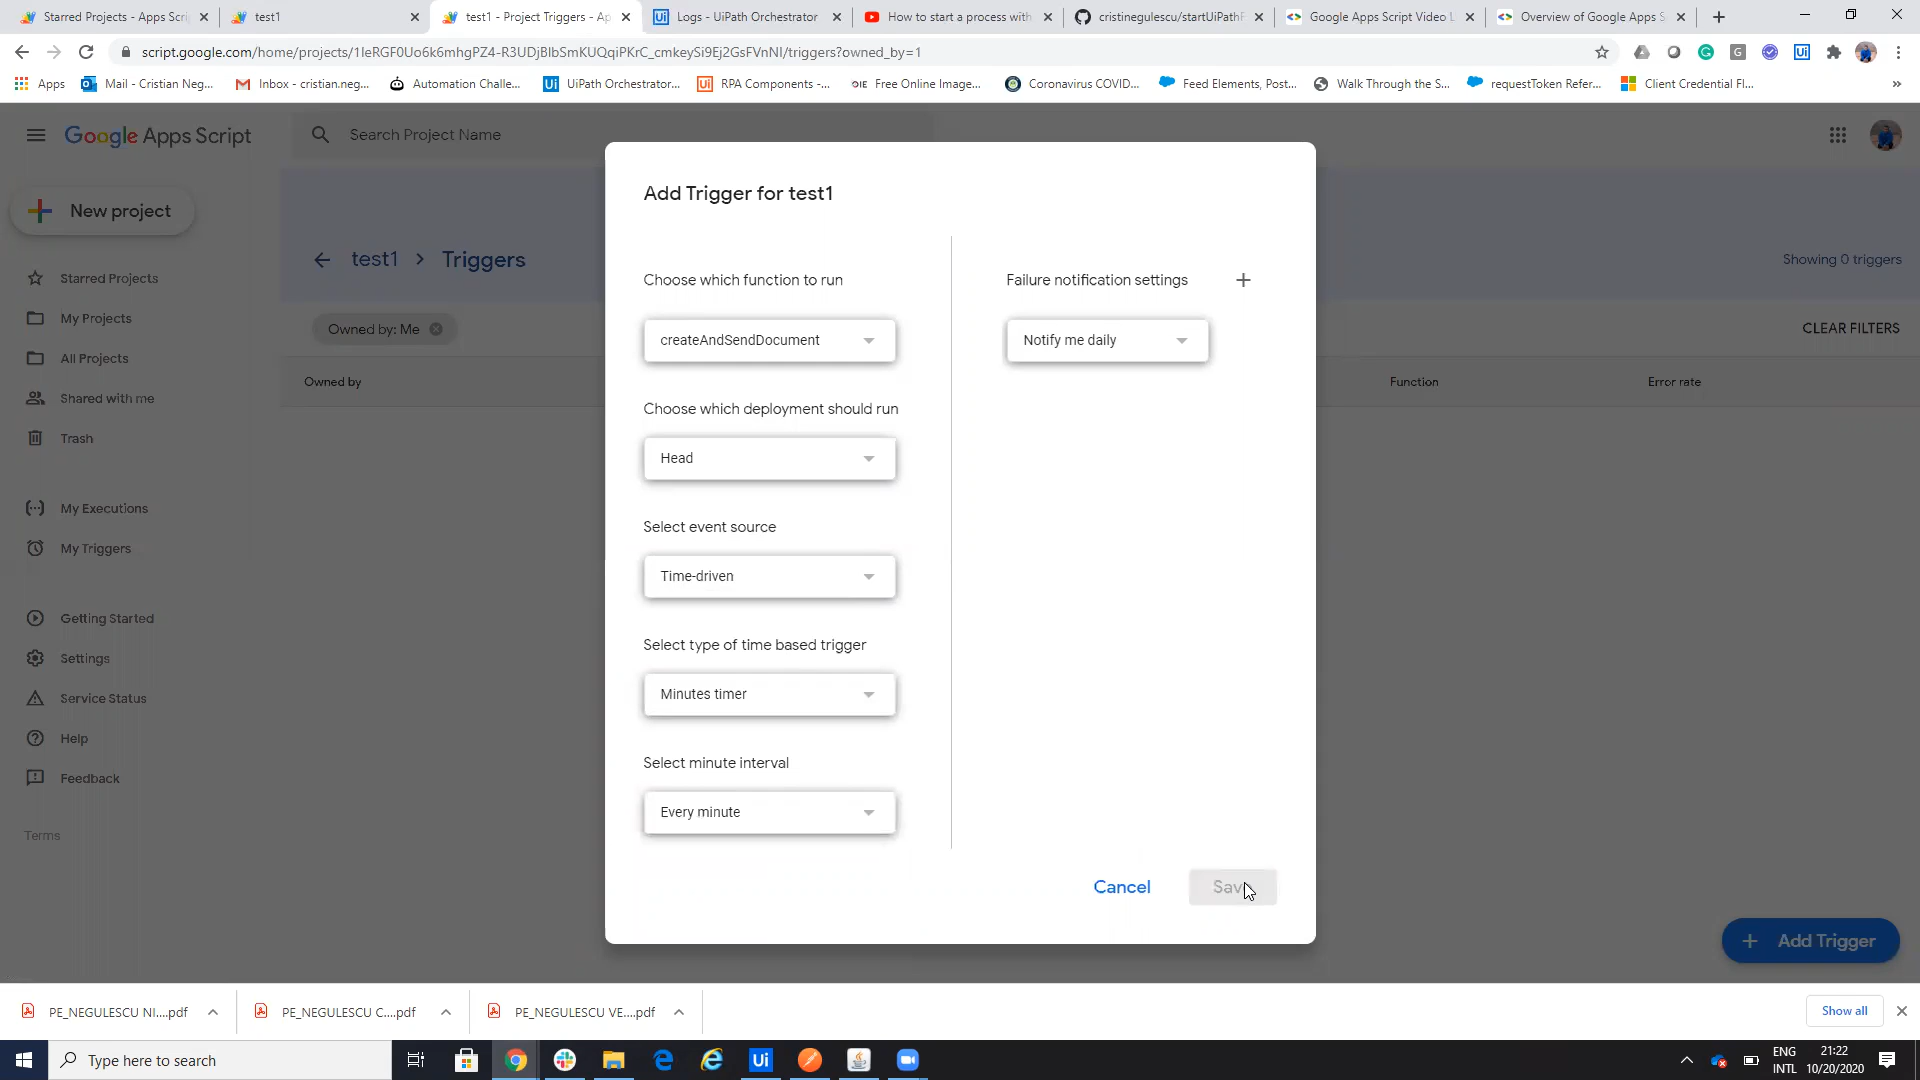 Starred Projects - Apps Scri
test1
test1 - Project Triggers - Ap
Logs - UiPath Orchestrator
How to start a process with
cristinegulescu/startUiPathF
Google Apps Script Video L
Overview of Google Apps S
script.google.com/home/projects/1IeRGF0Uo6k6mhgPZ4-R3UDjBIbSmKUQqiPKrC_cmkeySi9Ej2GsFVnNI/triggers?owned_by=1
Apps
Mail - Cristian Neg...
Inbox - cristian.neg...
Automation Challe...
UiPath Orchestrator...
RPA Components -...
Free Online Image...
Coronavirus COVID...
Feed Elements, Post...
Walk Through the S...
requestToken Refer...
Client Credential Fl...
Google Apps Script
Search Project Name
New project
Starred Projects
My Projects
All Projects
Shared with me
Trash
My Executions
My Triggers
Getting Started
Settings
Service Status
Help
Feedback
Terms
test1 > Triggers
Showing 0 triggers
Owned by: Me
CLEAR FILTERS
Owned by
Function
Error rate
Add Trigger for test1
Choose which function to run
createAndSendDocument
Choose which deployment should run
Head
Select event source
Time-driven
Select type of time based trigger
Minutes timer
Select minute interval
Every minute
Failure notification settings
Notify me daily
Cancel
Save
Add Trigger
PE_NEGULESCU NI....pdf
PE_NEGULESCU C....pdf
PE_NEGULESCU VE....pdf
Show all
Type here to search
ENG
INTL
21:22
10/20/2020